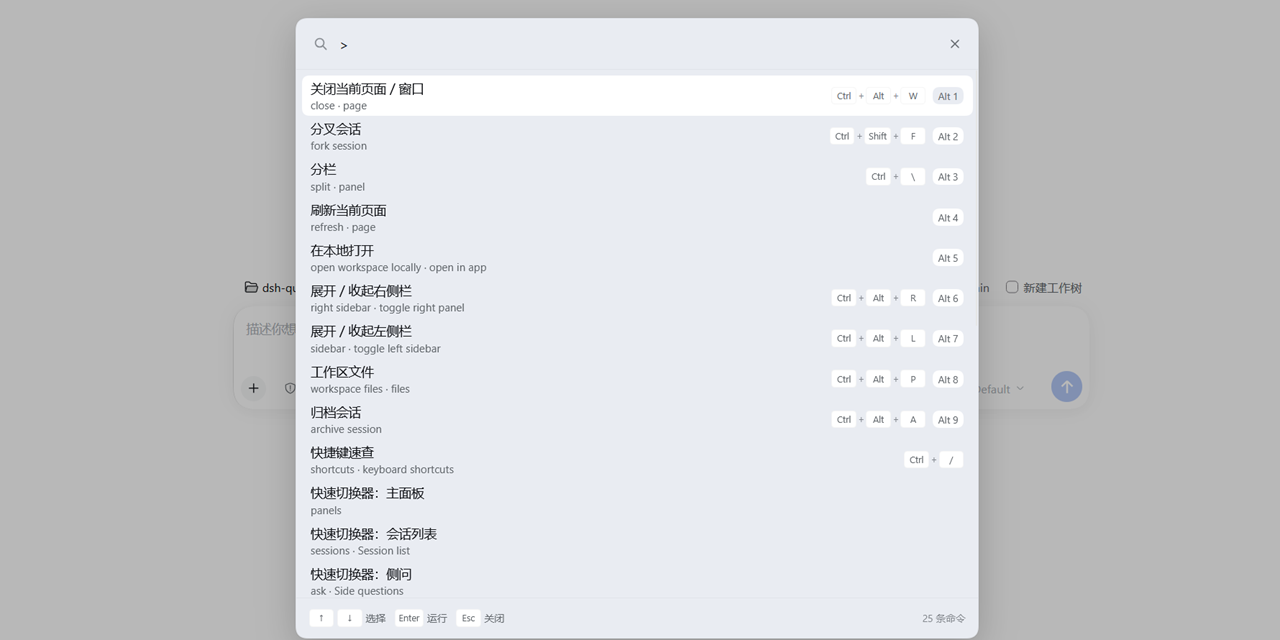 >
关闭当前页面 / 窗口
Ctrl + Alt + W Alt 1
close · page
分叉会话
Ctrl + Shift + F Alt 2
fork session
分栏
Ctrl + \ Alt 3
split · panel
刷新当前页面
Alt 4
refresh · page
在本地打开
Alt 5
open workspace locally · open in app
展开 / 收起右侧栏
Ctrl + Alt + R Alt 6
right sidebar · toggle right panel
展开 / 收起左侧栏
Ctrl + Alt + L Alt 7
sidebar · toggle left sidebar
工作区文件
Ctrl + Alt + P Alt 8
workspace files · files
归档会话
Ctrl + Alt + A Alt 9
archive session
快捷键速查
Ctrl + /
shortcuts · keyboard shortcuts
快速切换器：主面板
panels
快速切换器：会话列表
sessions · Session list
快速切换器：侧问
ask · Side questions
↑ ↓ 选择 Enter 运行 Esc 关闭
25 条命令
新建工作树
描述你想